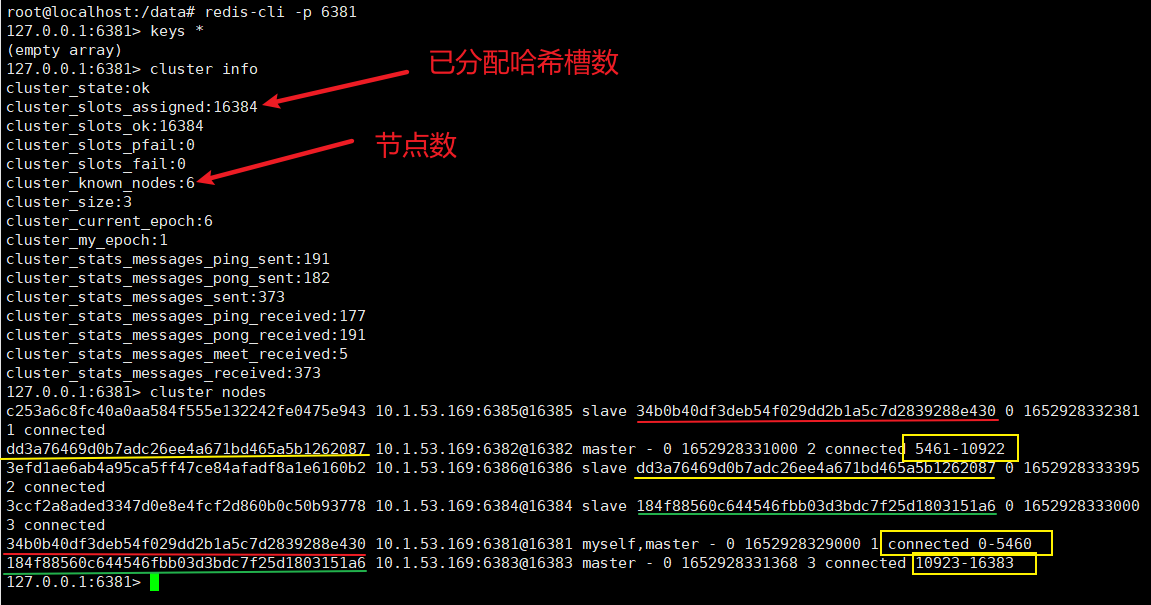 root@localhost:/data# redis-cli -p 6381
127.0.0.1:6381> keys *
(empty array)
127.0.0.1:6381> cluster info
已分配哈希槽数
cluster_state:ok
cluster_slots_assigned:16384
cluster_slots_ok:16384
cluster_slots_pfail:0
节点数
cluster_slots_fail:0
cluster_known_nodes:6
cluster_size:3
cluster_current_epoch:6
cluster_my_epoch:1
cluster_stats_messages_ping_sent:191
cluster_stats_messages_pong_sent:182
cluster_stats_messages_sent:373
cluster_stats_messages_ping_received:177
cluster_stats_messages_pong_received:191
cluster_stats_messages_meet_received:5
cluster_stats_messages_received:373
127.0.0.1:6381> cluster nodes
c253a6c8fc40a0aa584f555e132242fe0475e943 10.1.53.169:6385@16385 slave 34b0b40df3deb54f029dd2b1a5c7d2839288e430 0 1652928332381
1 connected
dd3a76469d0b7adc26ee4a671bd465a5b1262087 10.1.53.169:6382@16382 master - 0 1652928331000 2 connected 5461-10922
3efd1ae6ab4a95ca5ff47ce84afadf8a1e6160b2 10.1.53.169:6386@16386 slave dd3a76469d0b7adc26ee4a671bd465a5b1262087 0 1652928333395
2 connected
3ccf2a8aded3347d0e8e4fcf2d860b0c50b93778 10.1.53.169:6384@16384 slave 184f88560c644546fbb03d3bdc7f25d1803151a6 0 1652928333000
3 connected
34b0b40df3deb54f029dd2b1a5c7d2839288e430 10.1.53.169:6381@16381 myself,master - 0 1652928329000 1 connected 0-5460
184f88560c644546fbb03d3bdc7f25d1803151a6 10.1.53.169:6383@16383 master - 0 1652928331368 3 connected 10923-16383
127.0.0.1:6381>